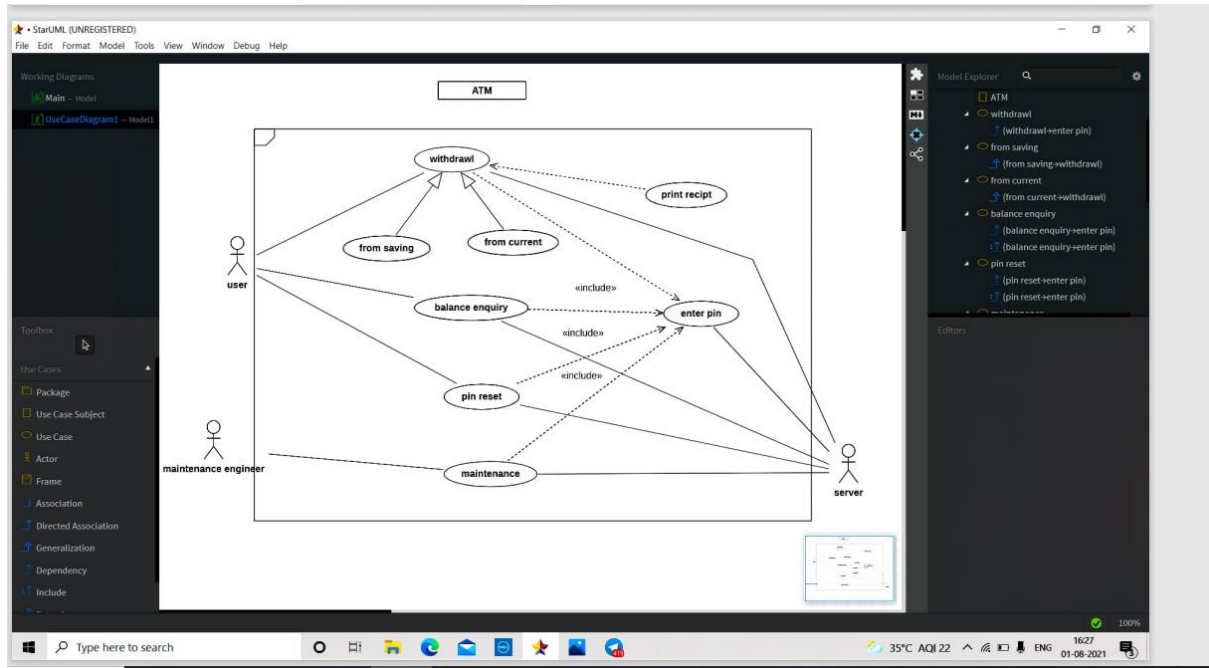 • StarUML (UNREGISTERED)
File Edit Format Model Tools View Window Debug Help
Working Diagrams
Main — Model
UseCaseDiagram1 — Model1
Toolbox
Use Cases
Package
Use Case Subject
Use Case
Actor
Frame
Association
Directed Association
Generalization
Dependency
Include
ATM
withdrawl
print recipt
from saving
from current
user
«include»
balance enquiry
enter pin
«include»
«include»
pin reset
maintenance engineer
maintenance
server
Model Explorer
ATM
withdrawl
(withdrawl→enter pin)
from saving
(from saving→withdrawl)
from current
(from current→withdrawl)
balance enquiry
(balance enquiry→enter pin)
(balance enquiry→enter pin)
pin reset
(pin reset→enter pin)
(pin reset→enter pin)
Editors
100%
Type here to search
35°C AQI 22
ENG
16:27
01-08-2021